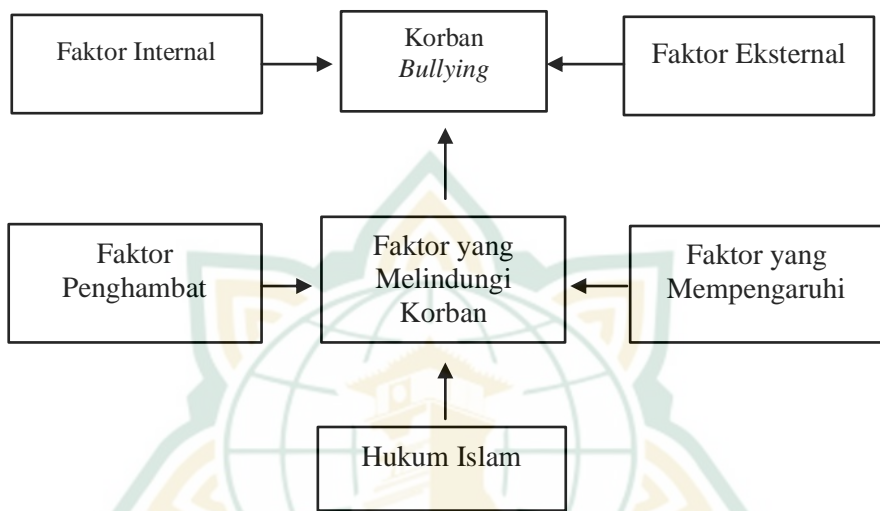 Faktor Internal
Korban
Bullying
Faktor Eksternal
Faktor
Penghambat
Faktor yang
Melindungi
Korban
Faktor yang
Mempengaruhi
Hukum Islam